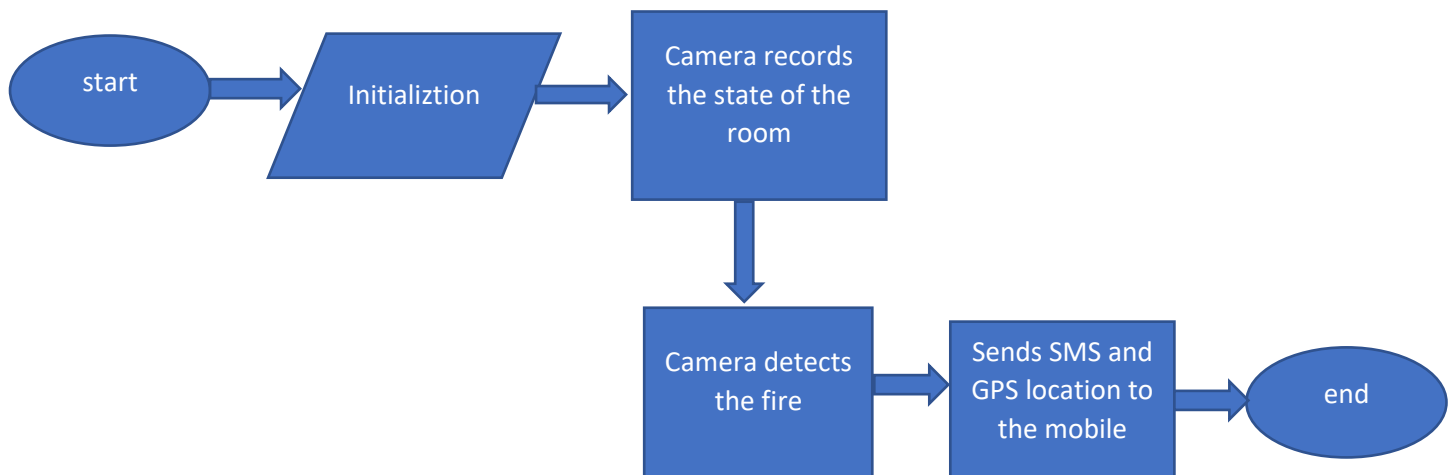 start
Initializtion
Camera records
the state of the
room
Camera detects
the fire
Sends SMS and
GPS location to
the mobile
end